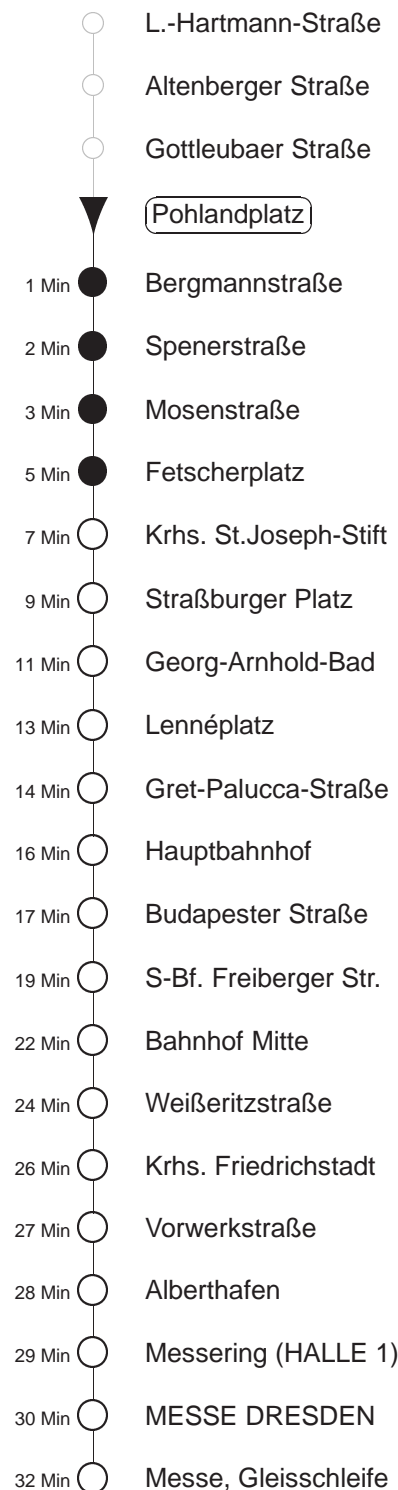 L.-Hartmann-Straße
Altenberger Straße
Gottleubaer Straße
Pohlandplatz
1 Min Bergmannstraße
2 Min Spenerstraße
3 Min Mosenstraße
5 Min Fetscherplatz
7 Min Krhs. St.Joseph-Stift
9 Min Straßburger Platz
11 Min Georg-Arnhold-Bad
13 Min Lennéplatz
14 Min Gret-Palucca-Straße
16 Min Hauptbahnhof
17 Min Budapester Straße
19 Min S-Bf. Freiberger Str.
22 Min Bahnhof Mitte
24 Min Weißeritzstraße
26 Min Krhs. Friedrichstadt
27 Min Vorwerkstraße
28 Min Alberthafen
29 Min Messering (HALLE 1)
30 Min MESSE DRESDEN
32 Min Messe, Gleisschleife